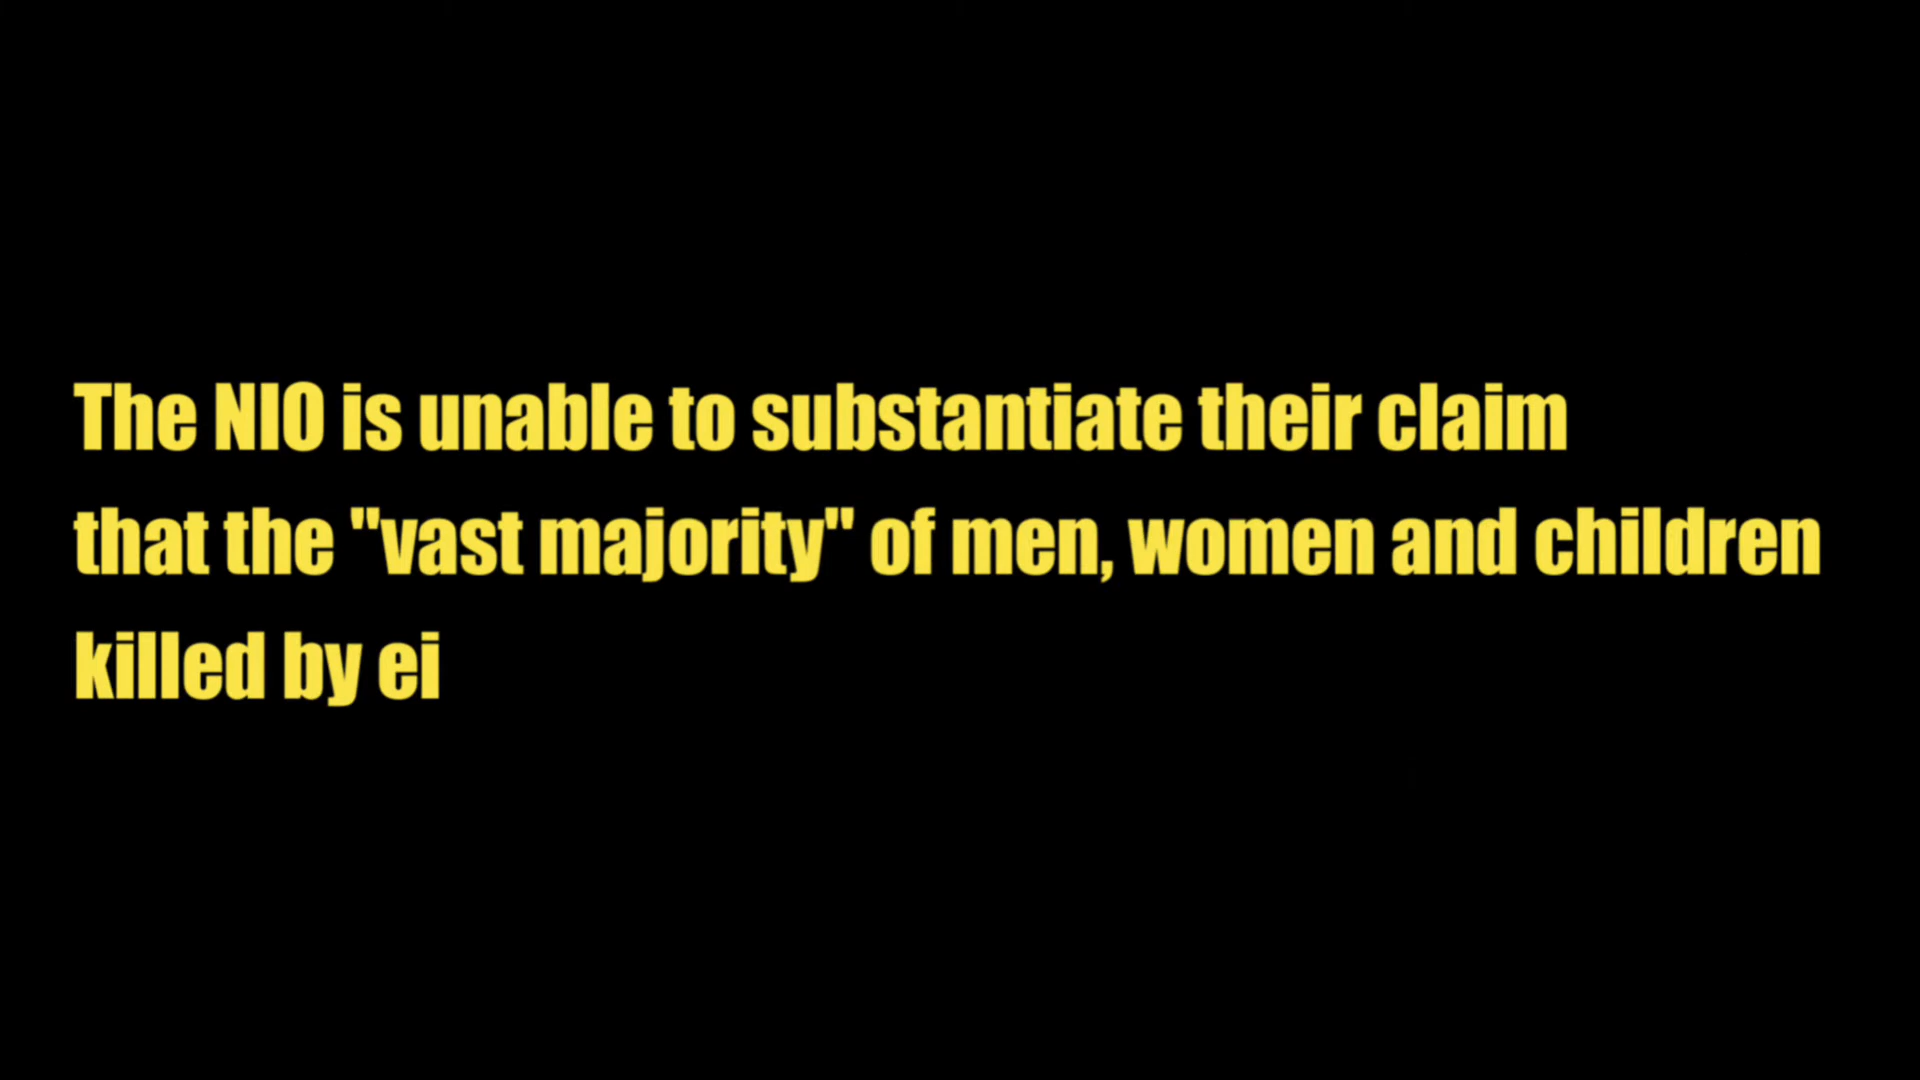 The NIO is unable to substantiate their claim
that the "vast majority" of men, women and children
killed by ei